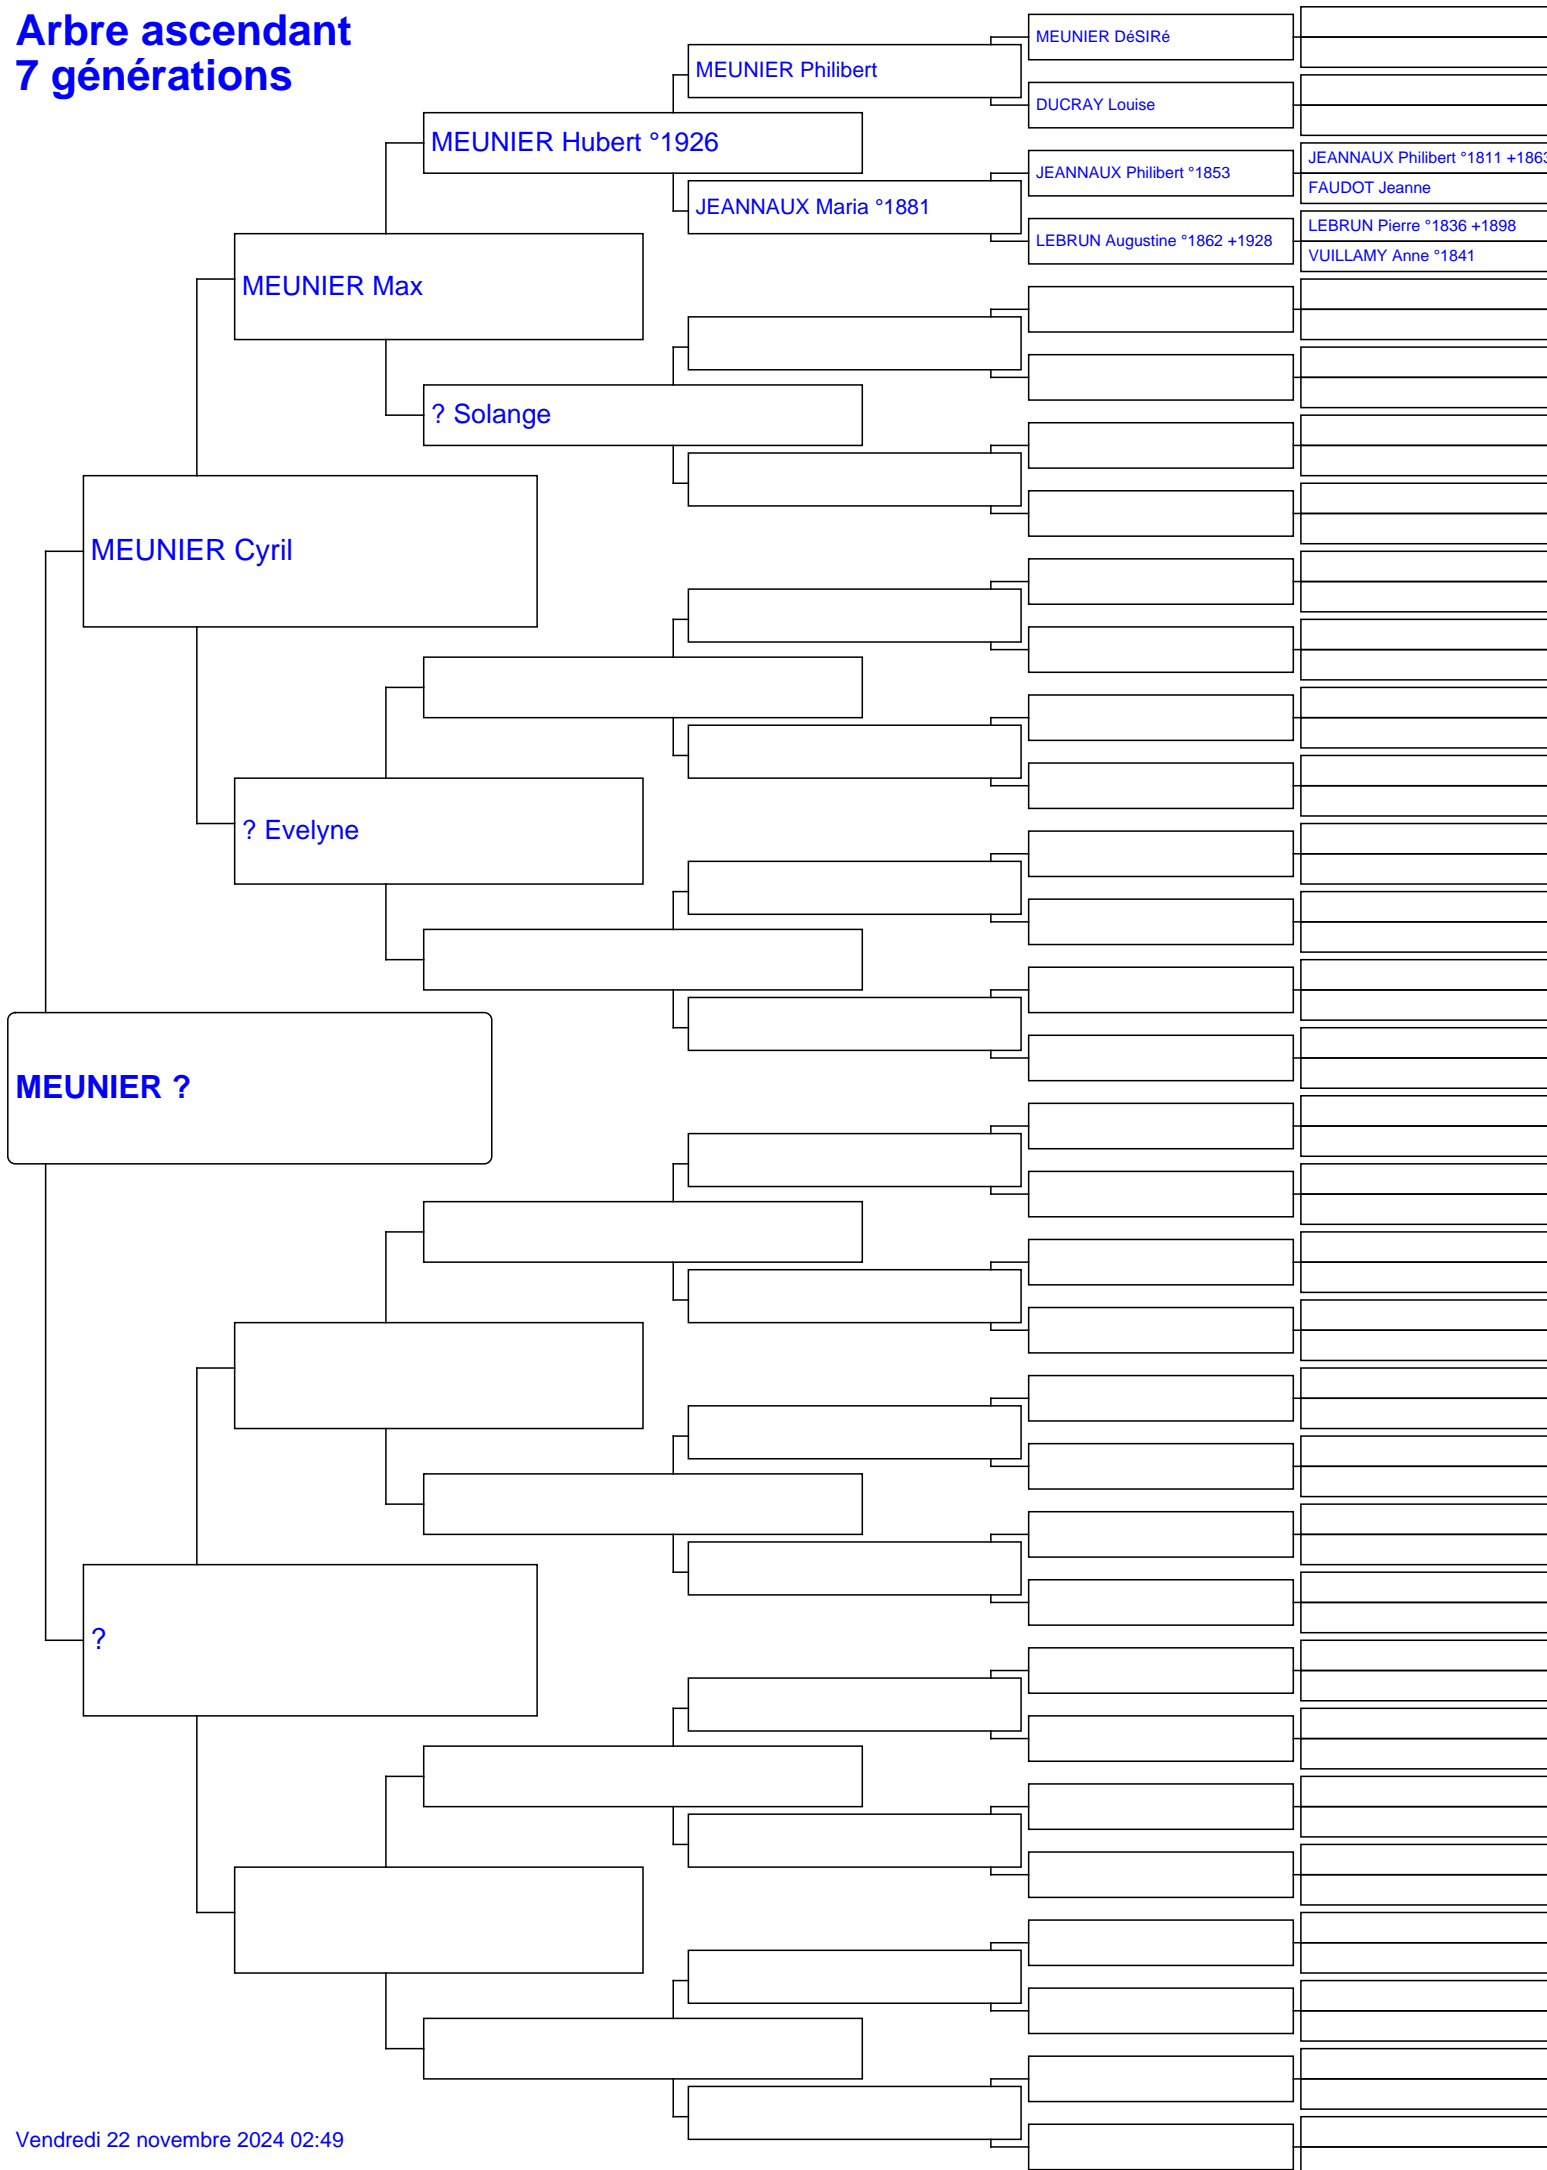 Arbre ascendant
7 générations
MEUNIER DéSIRé
MEUNIER Philibert
DUCRAY Louise
MEUNIER Hubert °1926
JEANNAUX Philibert °1811 +1863
JEANNAUX Philibert °1853
FAUDOT Jeanne
JEANNAUX Maria °1881
LEBRUN Pierre °1836 +1898
LEBRUN Augustine °1862 +1928
VUILLAMY Anne °1841
MEUNIER Max
? Solange
MEUNIER Cyril
? Evelyne
MEUNIER ?
?
Vendredi 22 novembre 2024 02:49